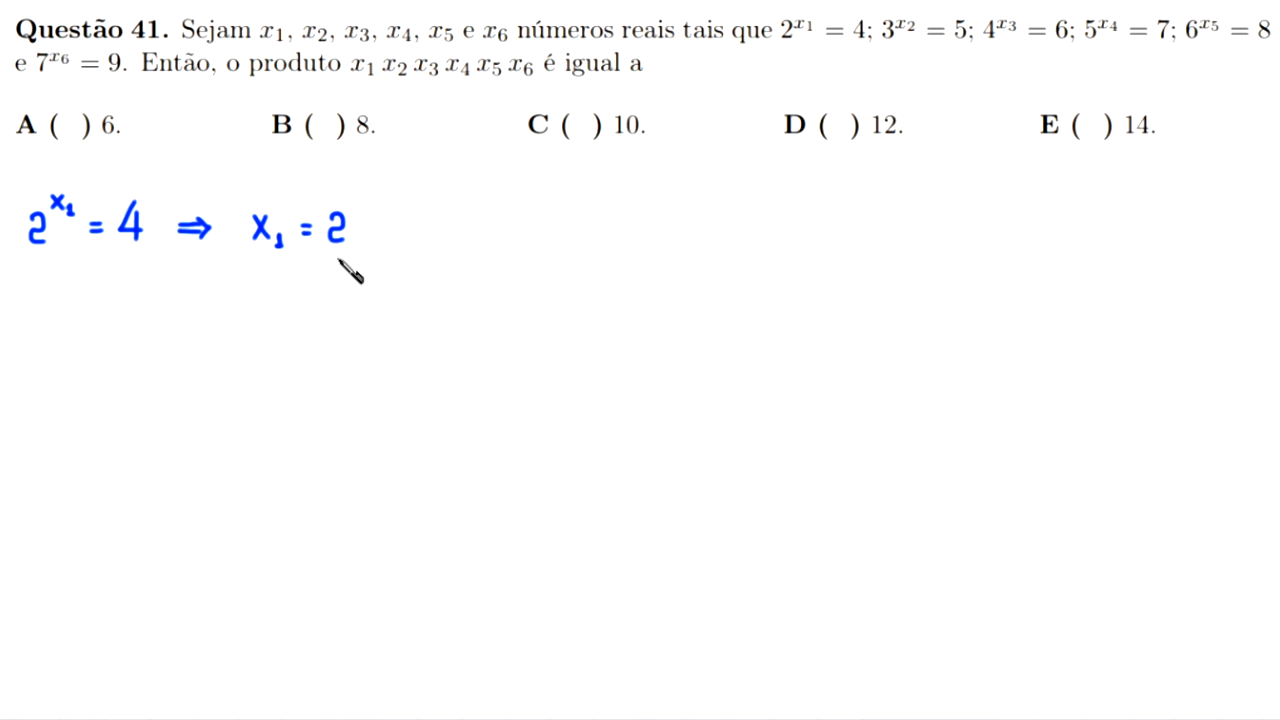 Questão 41. Sejam x₁, x₂, x₃, x₄, x₅ e x₆ números reais tais que 2^{x₁} = 4; 3^{x₂} = 5; 4^{x₃} = 6; 5^{x₄} = 7; 6^{x₅} = 8
e 7^{x₆} = 9. Então, o produto x₁ x₂ x₃ x₄ x₅ x₆ é igual a
A ( ) 6. B ( ) 8. C ( ) 10. D ( ) 12. E ( ) 14.
2^{x₁} = 4 ⇒ x₁ = 2